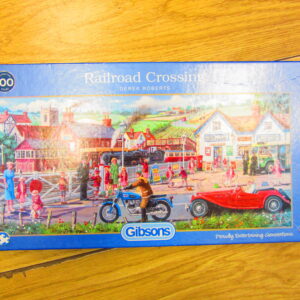 Railroad Crossing
DEREK ROBERTS
Gibsons
Proudly Entertaining Generations